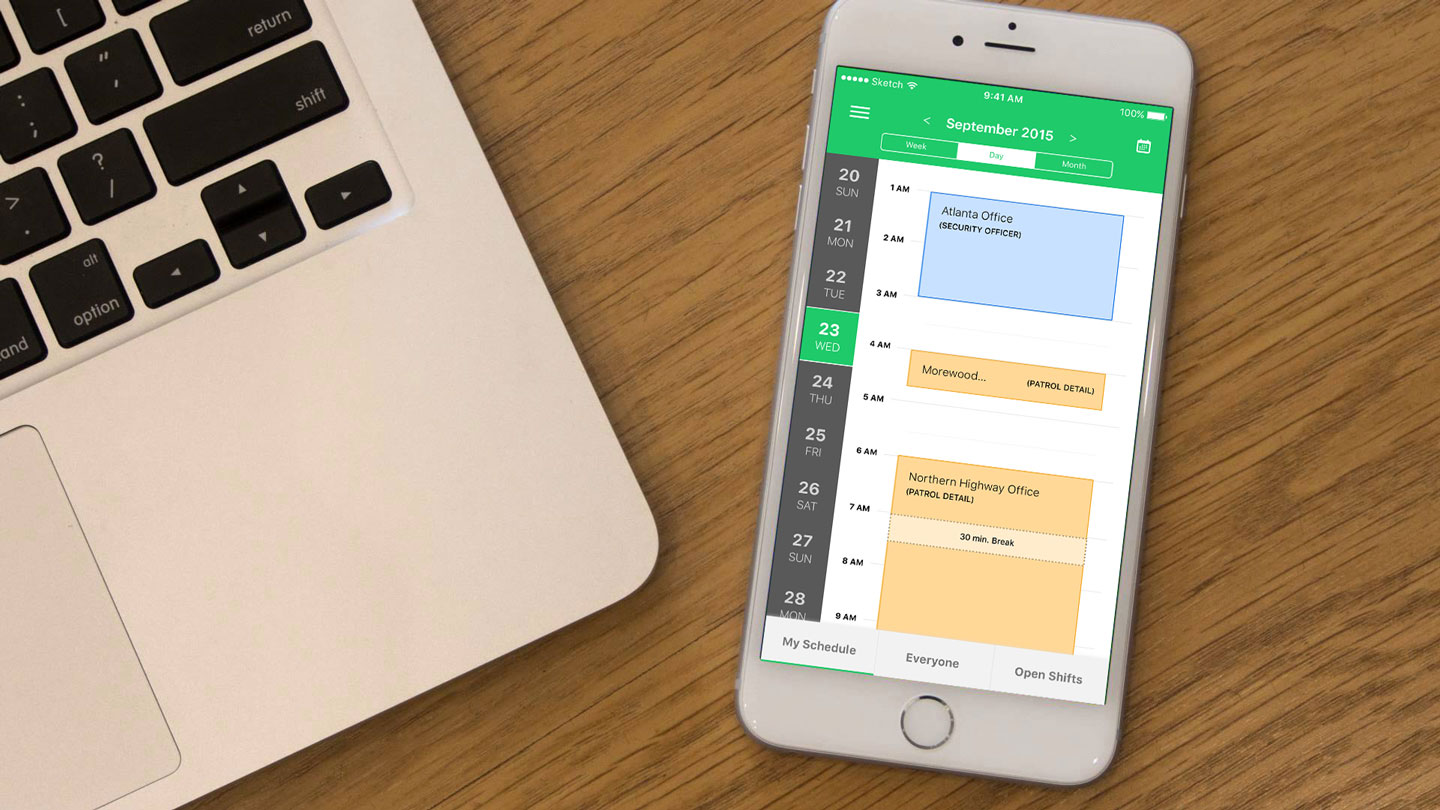 [
return
"
,
shift
:
;
?
/
>
.
alt
option
Sketch
9:41 AM
100%
< September 2015 >
Week Day Month
20
SUN
21
MON
22
TUE
23
WED
24
THU
25
FRI
26
SAT
27
SUN
28
MON
1 AM
Atlanta Office
(SECURITY OFFICER)
2 AM
3 AM
4 AM
Morewood... (PATROL DETAIL)
5 AM
6 AM
Northern Highway Office
(PATROL DETAIL)
7 AM
30 min. Break
8 AM
9 AM
My Schedule Everyone Open Shifts